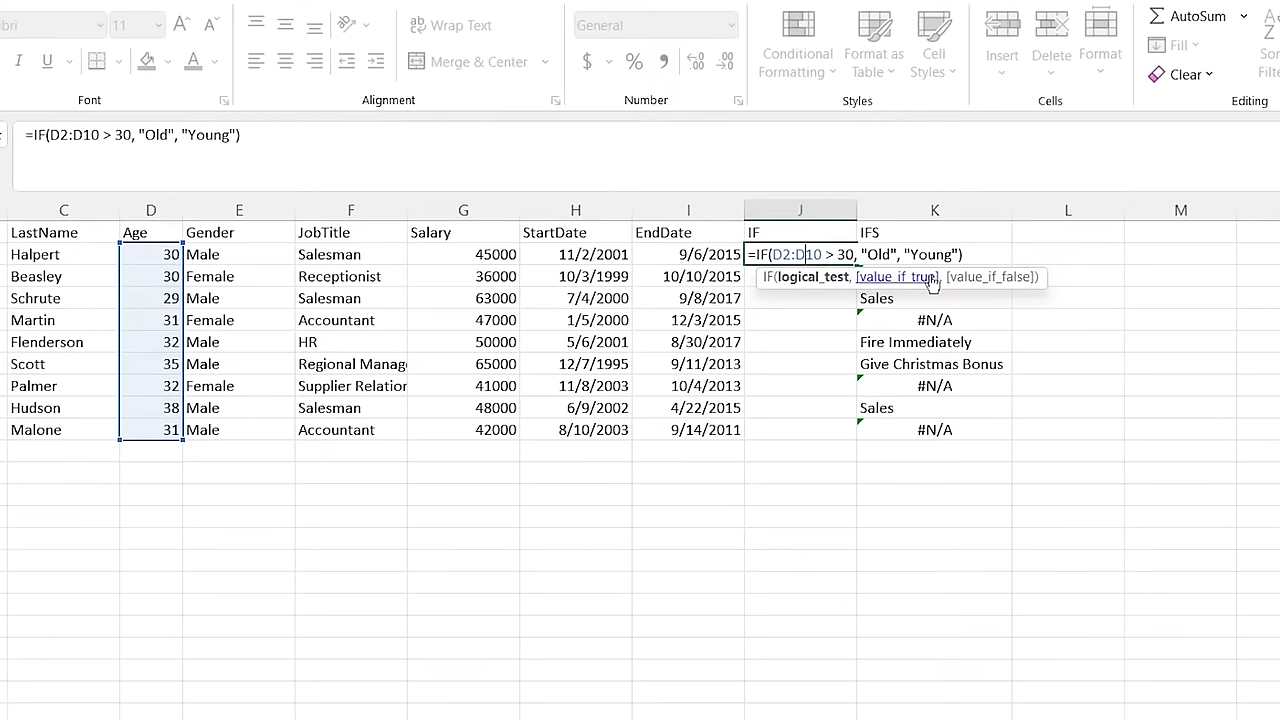 11 A A Wrap Text General AutoSum
I U Merge & Center $ % Conditional Formatting Format as Table Cell Styles Insert Delete Format Fill Clear
Font Alignment Number Styles Cells Editing
=IF(D2:D10 > 30, "Old", "Young")
C D E F G H I J K L M
LastName Age Gender JobTitle Salary StartDate EndDate IF IFS
Halpert 30 Male Salesman 45000 11/2/2001 9/6/2015 =IF(D2:D10 > 30, "Old", "Young")
Beasley 30 Female Receptionist 36000 10/3/1999 10/10/2015 IF(logical_test, [value_if_true], [value_if_false])
Schrute 29 Male Salesman 63000 7/4/2000 9/8/2017 Sales
Martin 31 Female Accountant 47000 1/5/2000 12/3/2015 #N/A
Flenderson 32 Male HR 50000 5/6/2001 8/30/2017 Fire Immediately
Scott 35 Male Regional Manag 65000 12/7/1995 9/11/2013 Give Christmas Bonus
Palmer 32 Female Supplier Relation 41000 11/8/2003 10/4/2013 #N/A
Hudson 38 Male Salesman 48000 6/9/2002 4/22/2015 Sales
Malone 31 Male Accountant 42000 8/10/2003 9/14/2011 #N/A